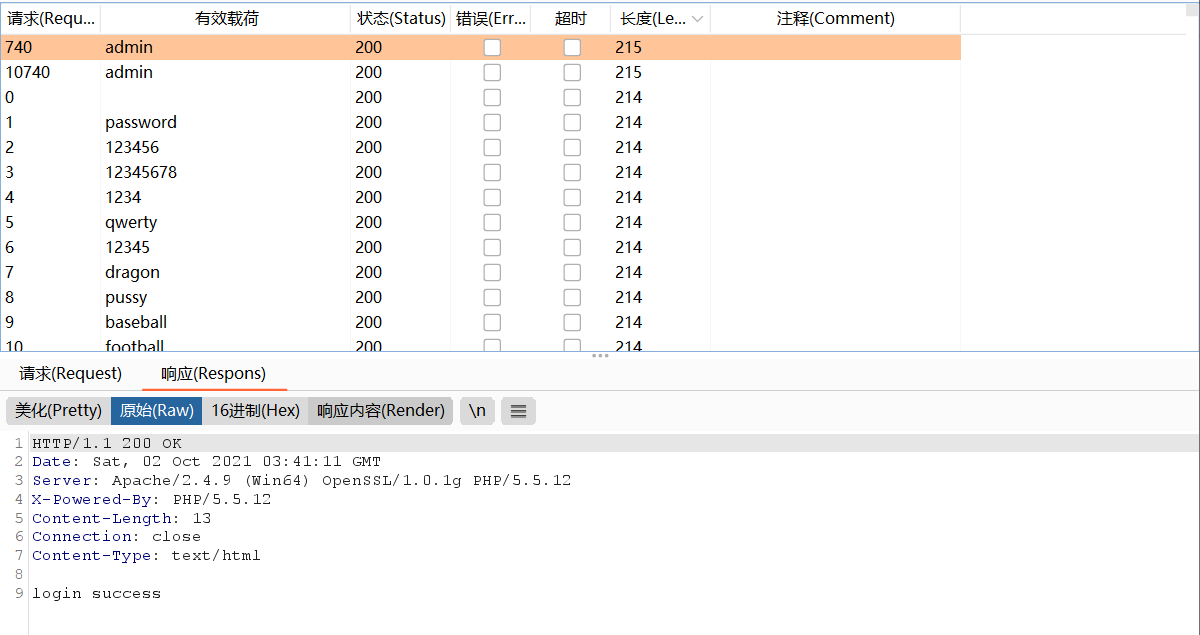 请求(Requ... 有效载荷 状态(Status) 错误(Err... 超时 长度(Le... 注释(Comment)
740 admin 200 215
10740 admin 200 215
0 200 214
1 password 200 214
2 123456 200 214
3 12345678 200 214
4 1234 200 214
5 qwerty 200 214
6 12345 200 214
7 dragon 200 214
8 pussy 200 214
9 baseball 200 214
10 football 200 214
请求(Request) 响应(Respons)
美化(Pretty) 原始(Raw) 16进制(Hex) 响应内容(Render) \n
1 HTTP/1.1 200 OK
2 Date: Sat, 02 Oct 2021 03:41:11 GMT
3 Server: Apache/2.4.9 (Win64) OpenSSL/1.0.1g PHP/5.5.12
4 X-Powered-By: PHP/5.5.12
5 Content-Length: 13
6 Connection: close
7 Content-Type: text/html
8
9 login success